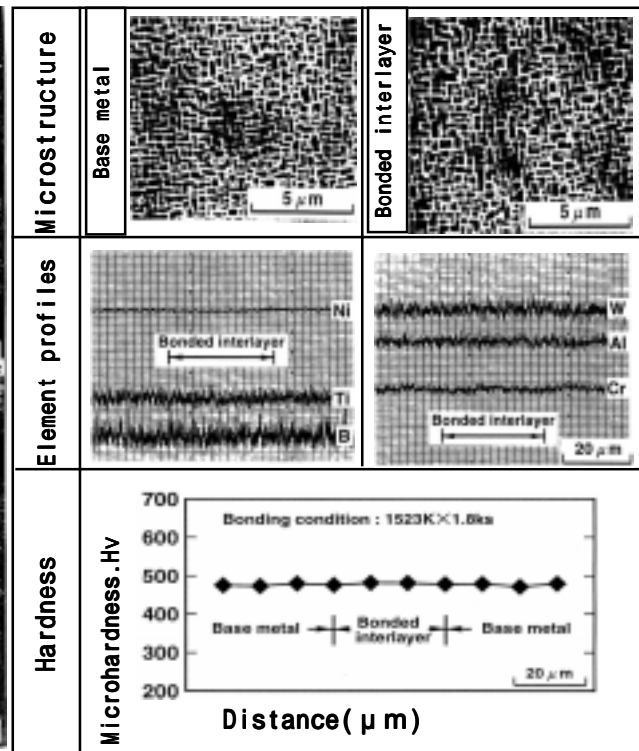 Microstructure
Base metal
5 μm
Bonded interlayer
5 μm
Element profiles
Ni
Bonded interlayer
Ti
B
W
Al
Cr
Bonded interlayer
20 μm
Hardness
Microhardness.Hv
700
600
500
400
300
200
Bonding condition : 1523K×1.8ks
Base metal
Bonded
interlayer
Base metal
20 μm
Distance(μm)